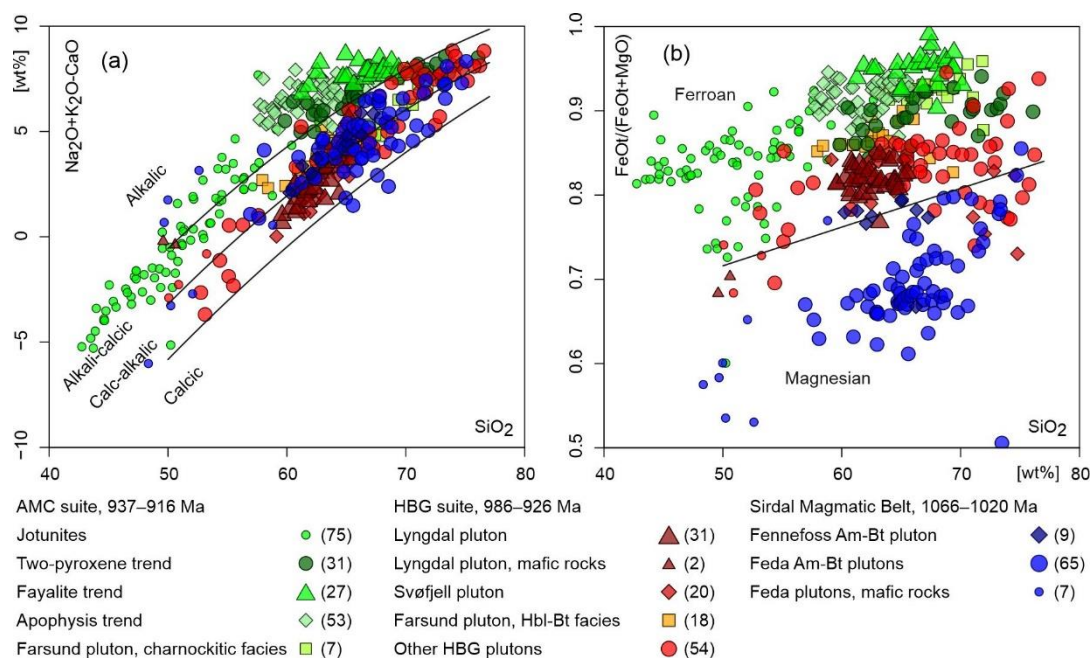 10
5
0
−5
−10
[wt%]
Na2O+K2O-CaO
(a)
Alkalic
Alkali-calcic
Calc-alkalic
Calcic
SiO2
40
50
60
70
80
1.0
0.9
0.8
0.7
0.6
0.5
FeOt/(FeOt+MgO)
(b)
Ferroan
Magnesian
SiO2
40
50
60
70
[wt%]
80
AMC suite, 937–916 Ma
Jotunites (75)
Two-pyroxene trend (31)
Fayalite trend (27)
Apophysis trend (53)
Farsund pluton, charnockitic facies (7)
HBG suite, 986–926 Ma
Lyngdal pluton (31)
Lyngdal pluton, mafic rocks (2)
Svøfjell pluton (20)
Farsund pluton, Hbl-Bt facies (18)
Other HBG plutons (54)
Sirdal Magmatic Belt, 1066–1020 Ma
Fennefoss Am-Bt pluton (9)
Feda Am-Bt plutons (65)
Feda plutons, mafic rocks (7)